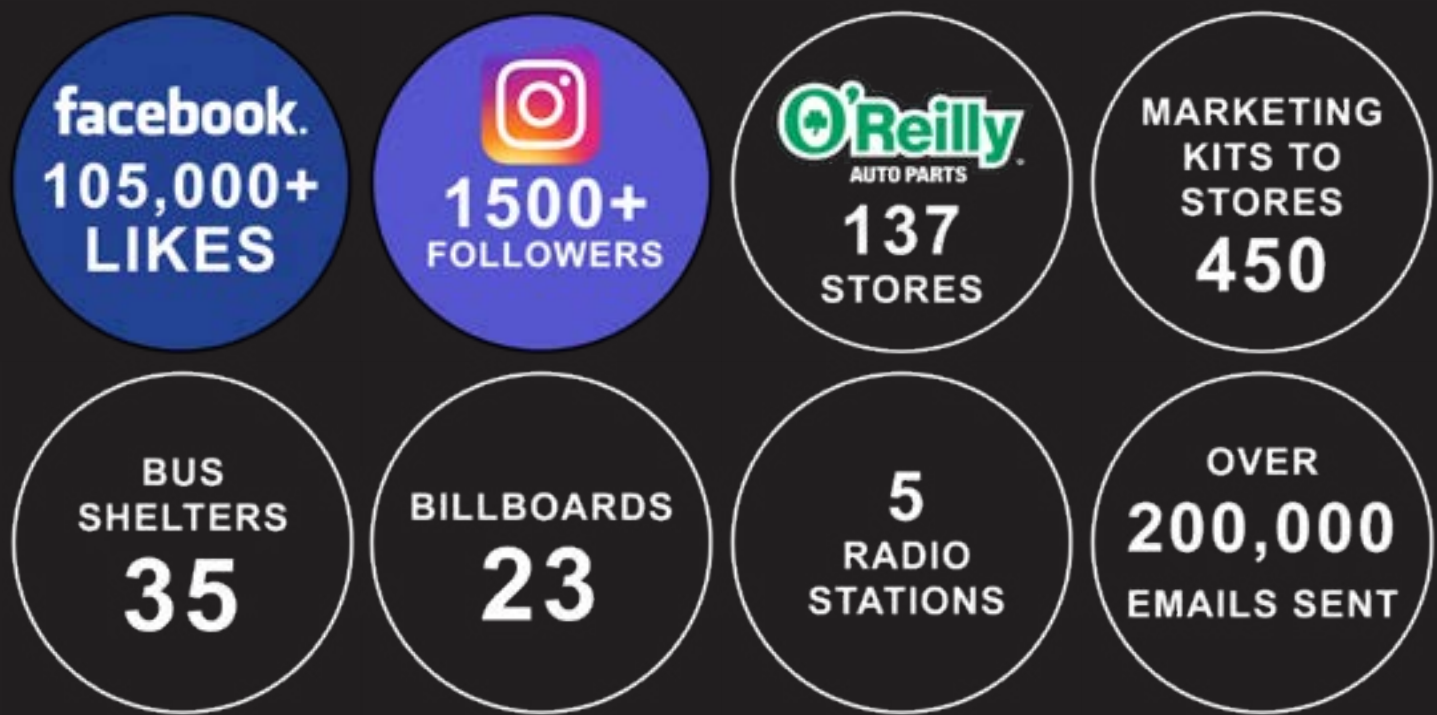 facebook.
105,000+
LIKES
1500+
FOLLOWERS
O'Reilly
AUTO PARTS
137
STORES
MARKETING
KITS TO
STORES
450
BUS
SHELTERS
35
BILLBOARDS
23
5
RADIO
STATIONS
OVER
200,000
EMAILS SENT